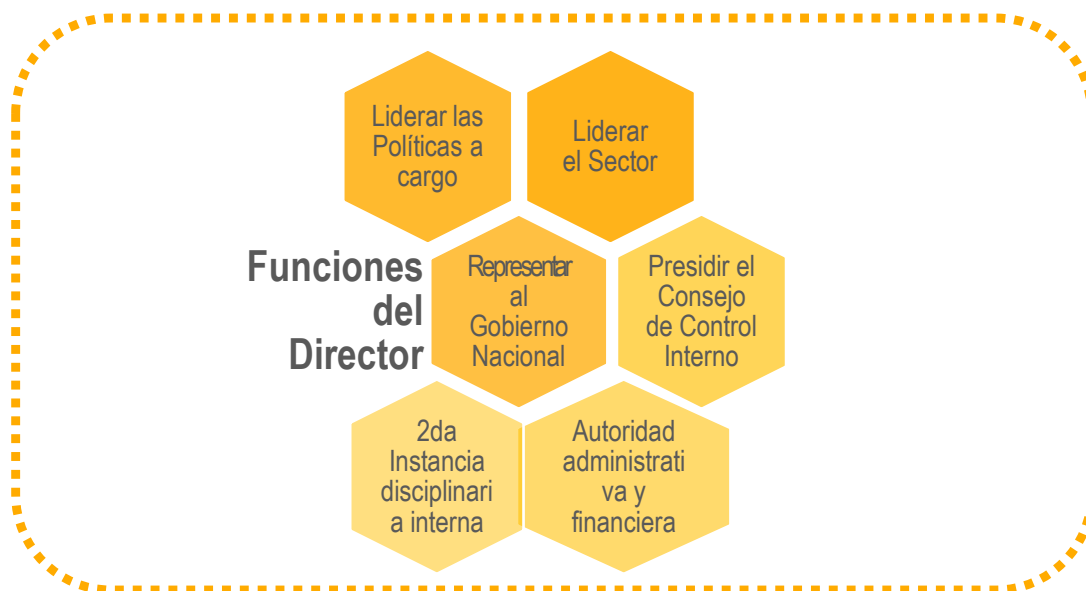 Liderar las
Políticas a
cargo
Liderar
el Sector
Funciones
del
Director
Representar
al
Gobierno
Nacional
Presidir el
Consejo
de Control
Interno
2da
Instancia
disciplinari
a interna
Autoridad
administrati
va y
financiera